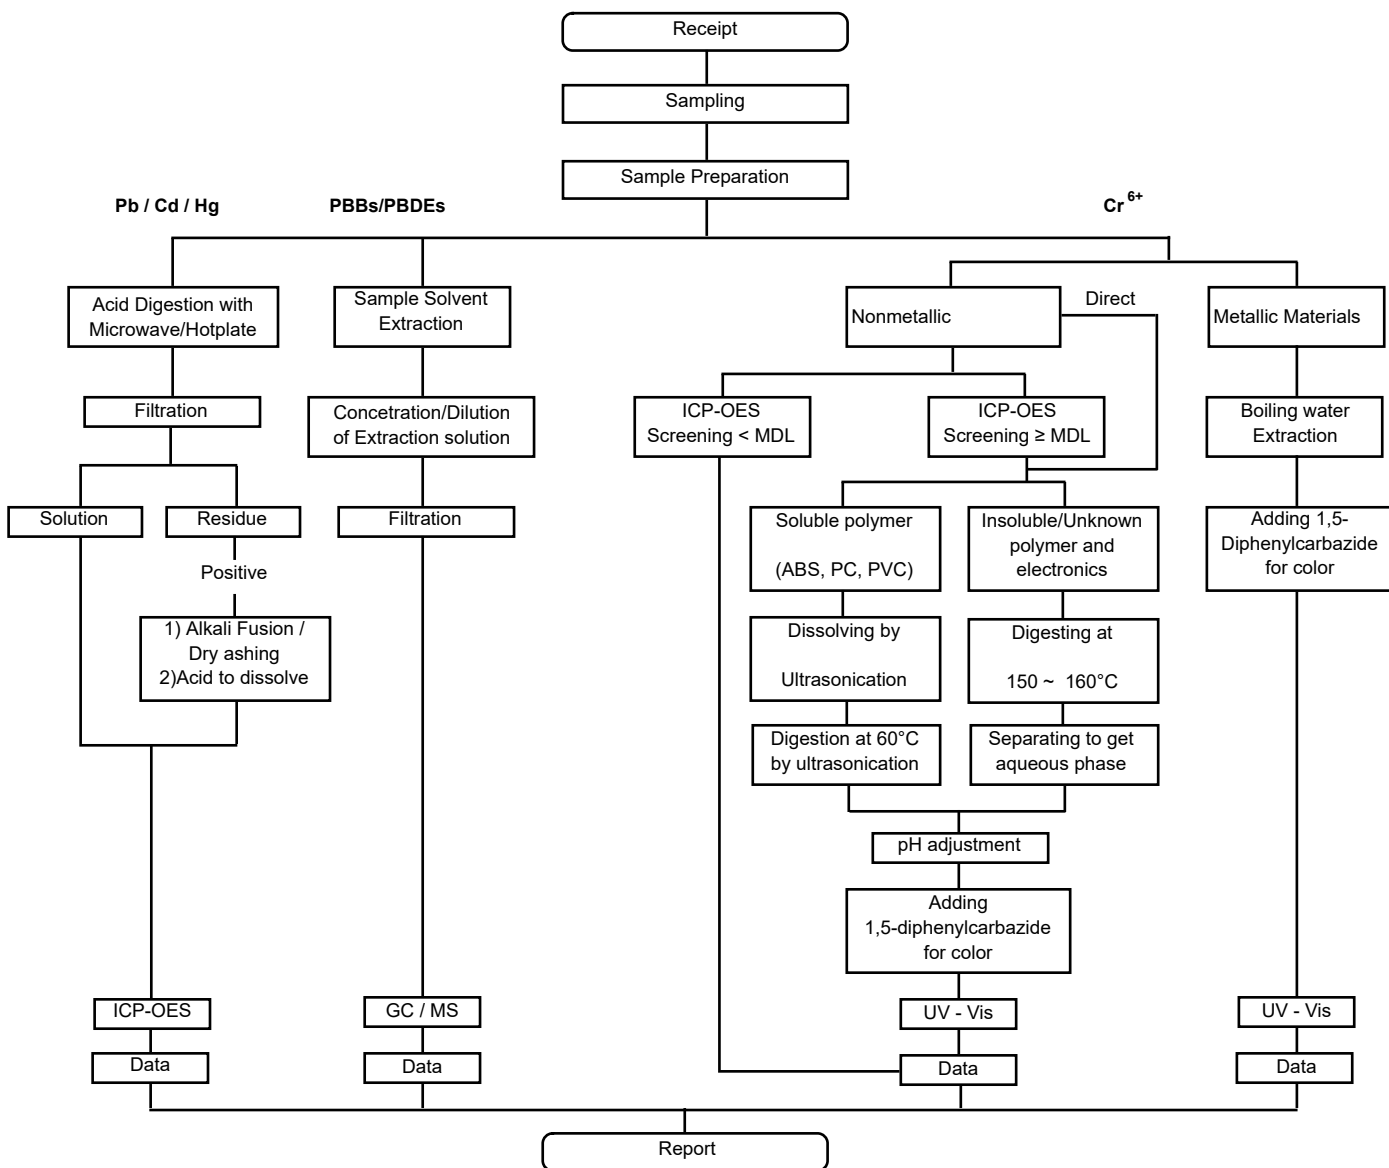 Receipt
Sampling
Sample Preparation
Pb / Cd / Hg
PBBs/PBDEs
Cr 6+
Acid Digestion with
Microwave/Hotplate
Sample Solvent
Extraction
Nonmetallic
Direct
Metallic Materials
Filtration
Concetration/Dilution
of Extraction solution
ICP-OES
Screening < MDL
ICP-OES
Screening ≥ MDL
Boiling water
Extraction
Solution
Residue
Filtration
Soluble polymer
(ABS, PC, PVC)
Insoluble/Unknown
polymer and
electronics
Adding 1,5-
Diphenylcarbazide
for color
Positive
1) Alkali Fusion /
Dry ashing
2)Acid to dissolve
Dissolving by
Ultrasonication
Digesting at
150 ~ 160°C
Digestion at 60°C
by ultrasonication
Separating to get
aqueous phase
pH adjustment
Adding
1,5-diphenylcarbazide
for color
ICP-OES
GC / MS
UV - Vis
UV - Vis
Data
Data
Data
Data
Report